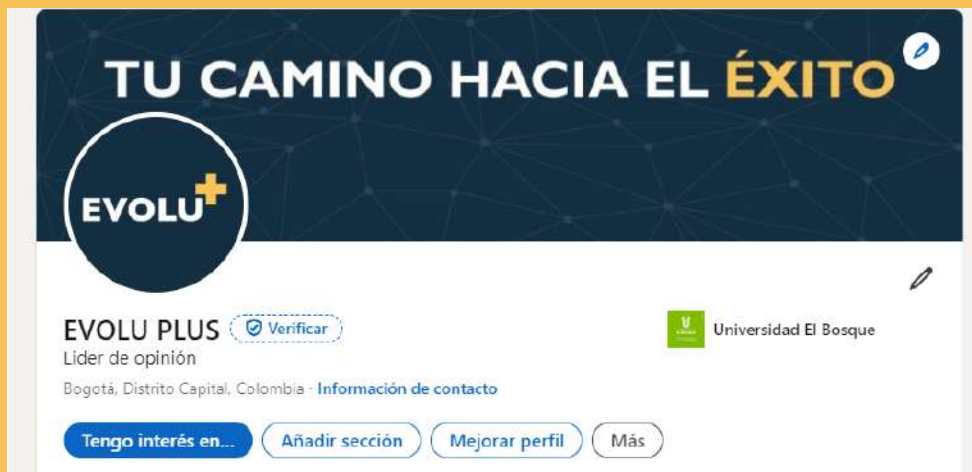 TU CAMINO HACIA EL ÉXITO
EVOLU+
EVOLU PLUS Verificar
Universidad El Bosque
Lider de opinión
Bogotá, Distrito Capital, Colombia · Información de contacto
Tengo interés en... Añadir sección Mejorar perfil Más